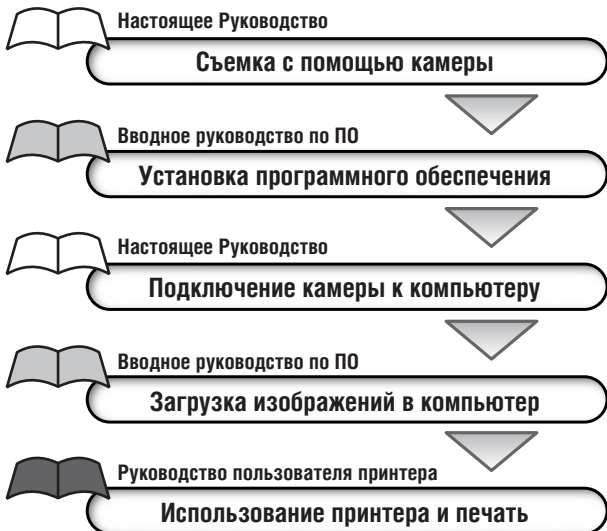 Настоящее Руководство
Съемка с помощью камеры
Вводное руководство по ПО
Установка программного обеспечения
Настоящее Руководство
Подключение камеры к компьютеру
Вводное руководство по ПО
Загрузка изображений в компьютер
Руководство пользователя принтера
Использование принтера и печать